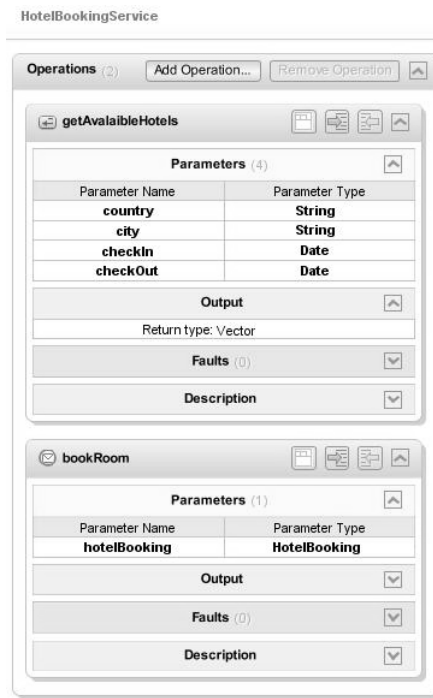 HotelBookingService
Operations (2) Add Operation... Remove Operation
getAvalaibleHotels
Parameters (4)
Parameter Name Parameter Type
country String
city String
checkIn Date
checkOut Date
Output
Return type: Vector
Faults (0)
Description
bookRoom
Parameters (1)
Parameter Name Parameter Type
hotelBooking HotelBooking
Output
Faults (0)
Description